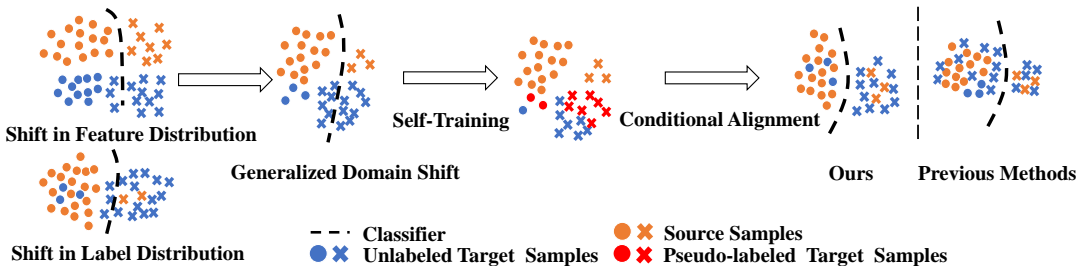 Shift in Feature Distribution
Self-Training
Conditional Alignment
Generalized Domain Shift
Ours
Previous Methods
Shift in Label Distribution
Classifier
Source Samples
Unlabeled Target Samples
Pseudo-labeled Target Samples